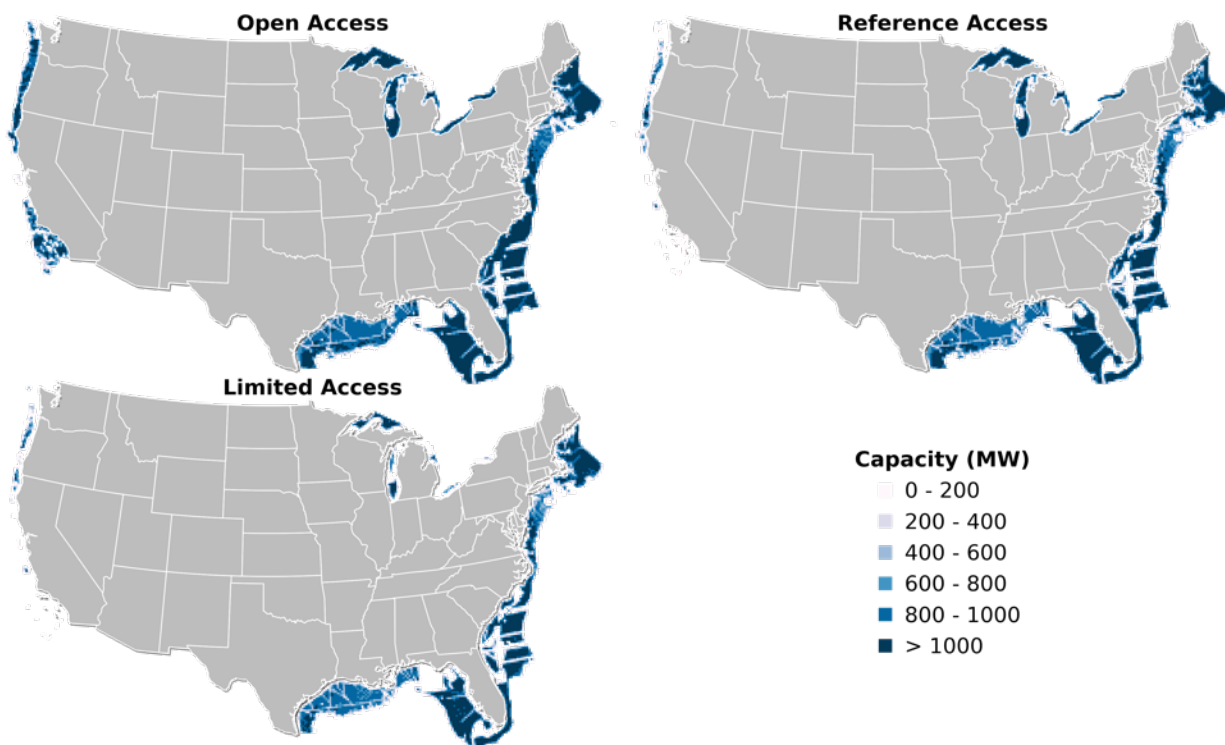 Open Access
Reference Access
Limited Access
Capacity (MW)
0 - 200
200 - 400
400 - 600
600 - 800
800 - 1000
> 1000